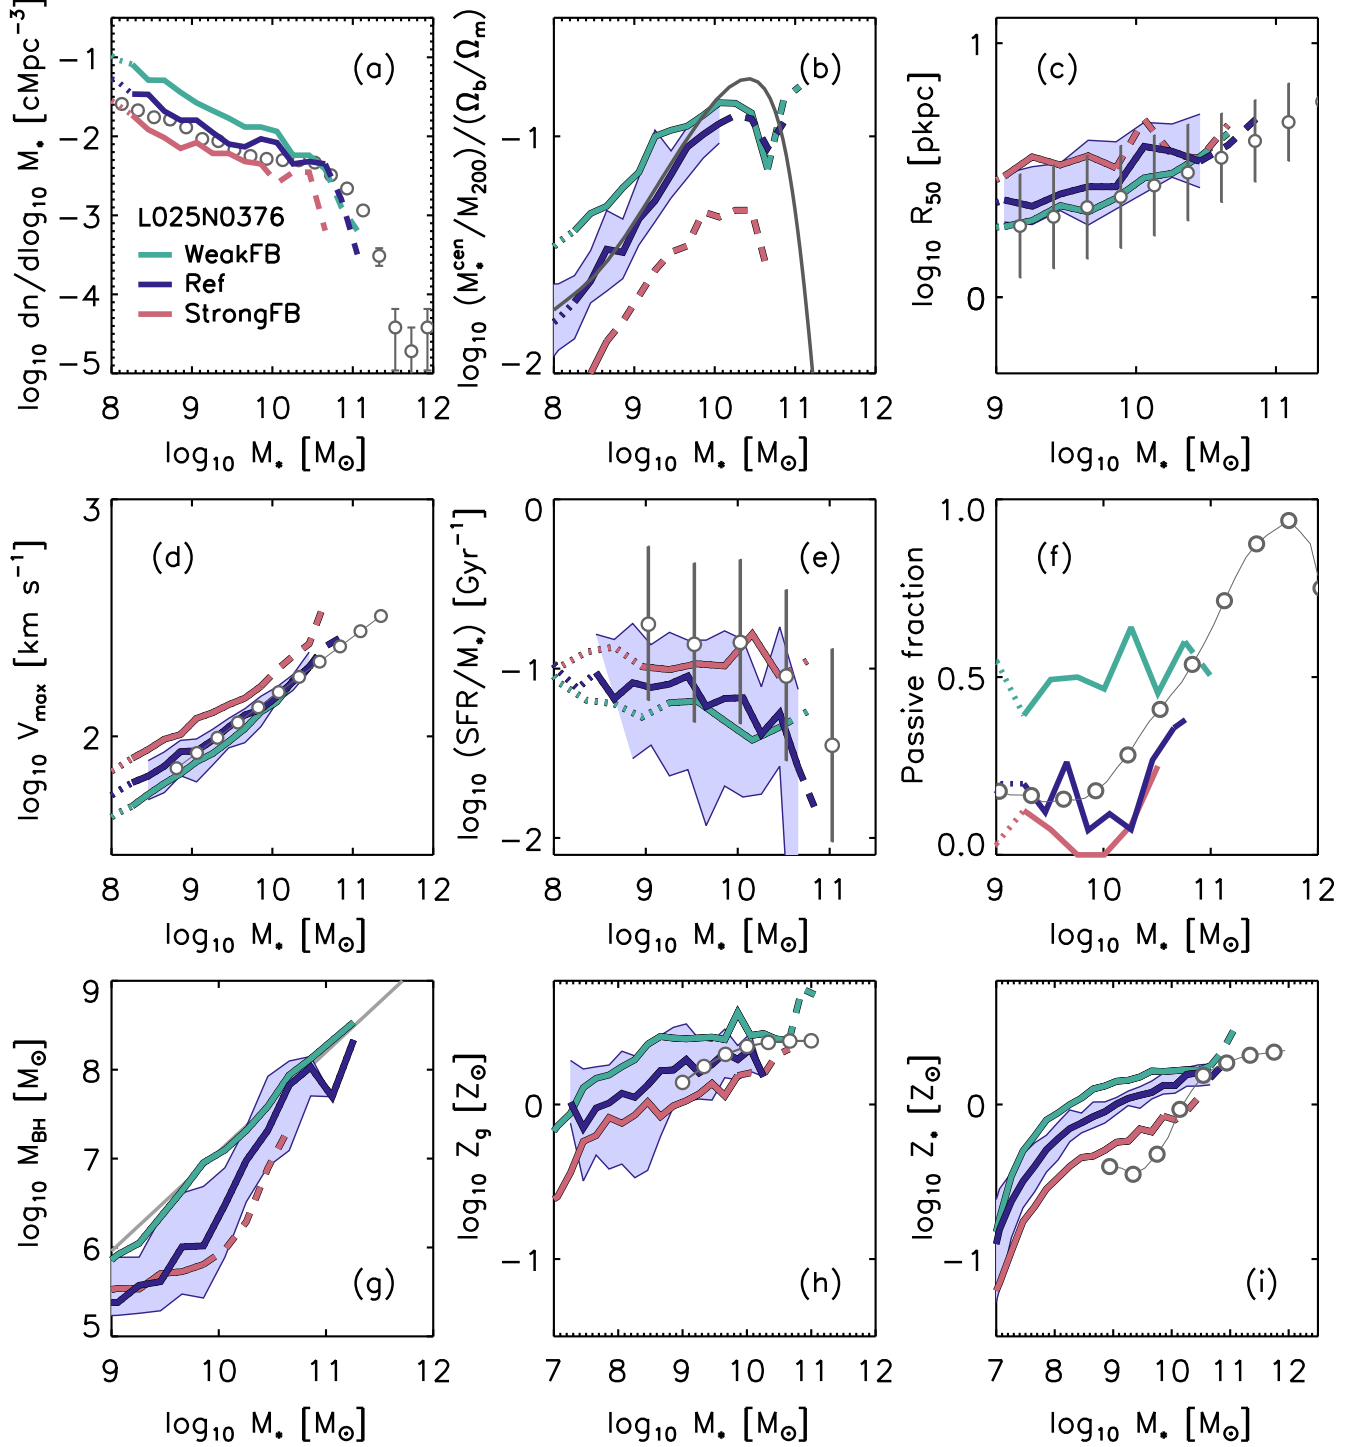 (a)
log₁₀ dn/dlog₁₀ M* [cMpc⁻³]
−1
−2
−3
−4
−5
L025N0376
WeakFB
Ref
StrongFB
8 9 10 11 12
log₁₀ M* [M⊙]
(b)
log₁₀ (M*ᶜᵉⁿ/M₂₀₀)/(Ω_b/Ω_m)
−1
−2
8 9 10 11 12
log₁₀ M* [M⊙]
(c)
log₁₀ R₅₀ [pkpc]
1
0
9 10 11
log₁₀ M* [M⊙]
(d)
log₁₀ V_max [km s⁻¹]
3
2
8 9 10 11 12
log₁₀ M* [M⊙]
(e)
log₁₀ (SFR/M*) [Gyr⁻¹]
0
−1
−2
8 9 10 11
log₁₀ M* [M⊙]
(f)
Passive fraction
1.0
0.5
0.0
9 10 11 12
log₁₀ M* [M⊙]
(g)
log₁₀ M_BH [M⊙]
9
8
7
6
5
9 10 11 12
log₁₀ M* [M⊙]
(h)
log₁₀ Z_g [Z⊙]
0
−1
7 8 9 10 11 12
log₁₀ M* [M⊙]
(i)
log₁₀ Z* [Z⊙]
0
−1
7 8 9 10 11 12
log₁₀ M* [M⊙]